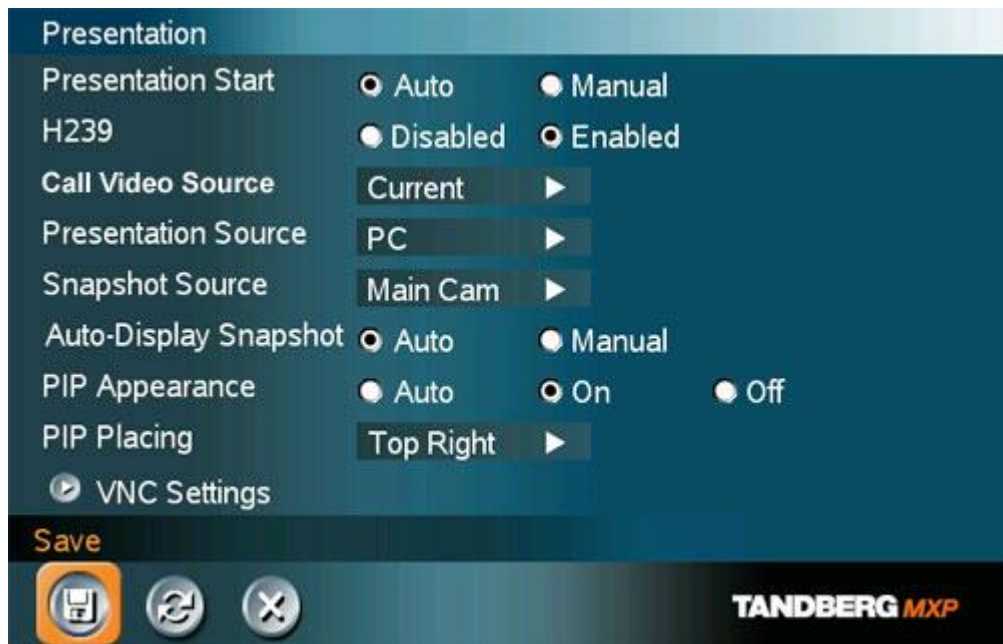 Presentation
Presentation Start Auto Manual
H239 Disabled Enabled
Call Video Source Current
Presentation Source PC
Snapshot Source Main Cam
Auto-Display Snapshot Auto Manual
PIP Appearance Auto On Off
PIP Placing Top Right
VNC Settings
Save
TANDBERG MXP